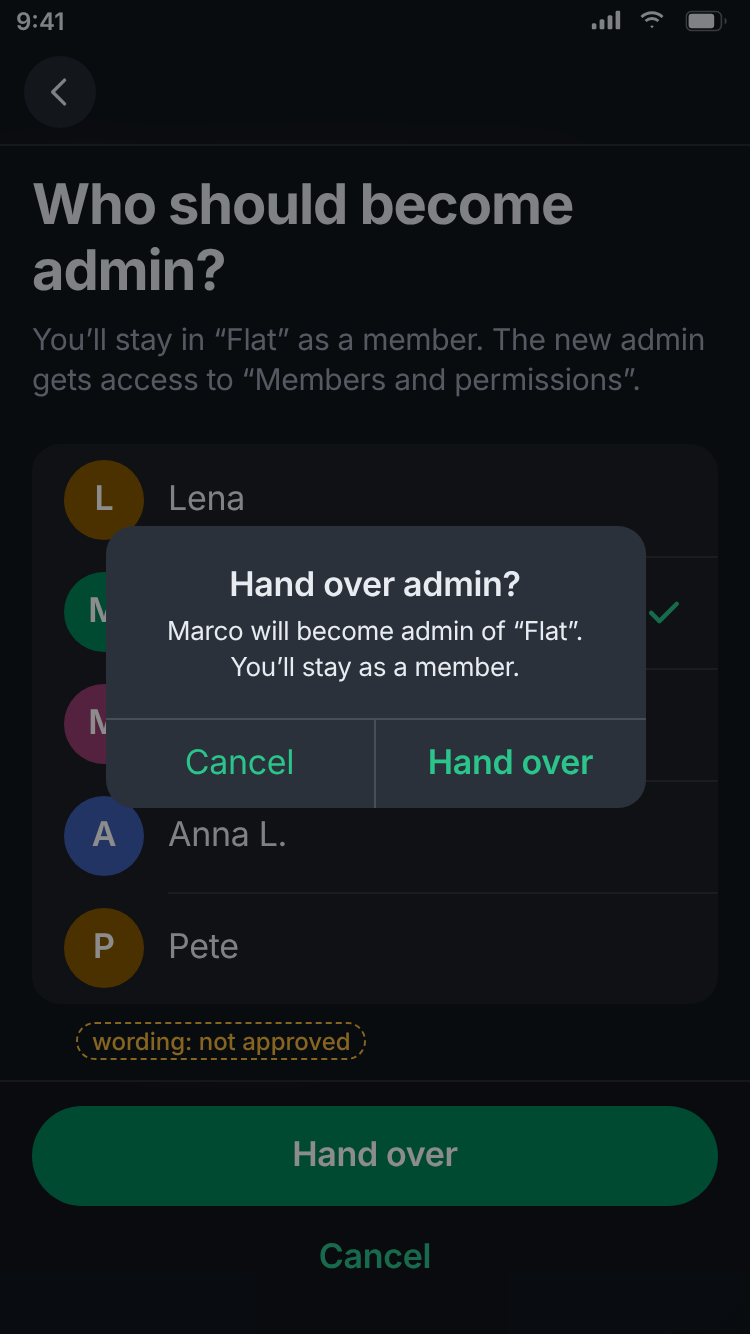 9:41
Who should become
admin?
You’ll stay in “Flat” as a member. The new admin
gets access to “Members and permissions”.
L
Lena
M
Hand over admin?
Marco will become admin of “Flat”.
You’ll stay as a member.
M
Cancel
Hand over
A
Anna L.
P
Pete
wording: not approved
Hand over
Cancel